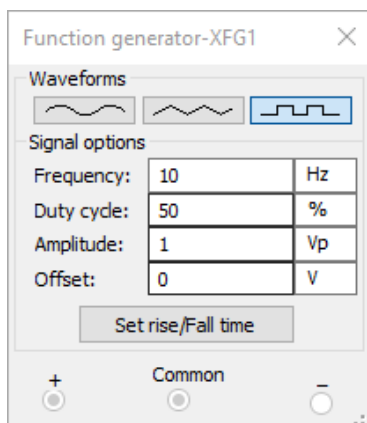 Function generator-XFG1
Waveforms
Signal options
Frequency: 10 Hz
Duty cycle: 50 %
Amplitude: 1 Vp
Offset: 0 V
Set rise/Fall time
+ Common −